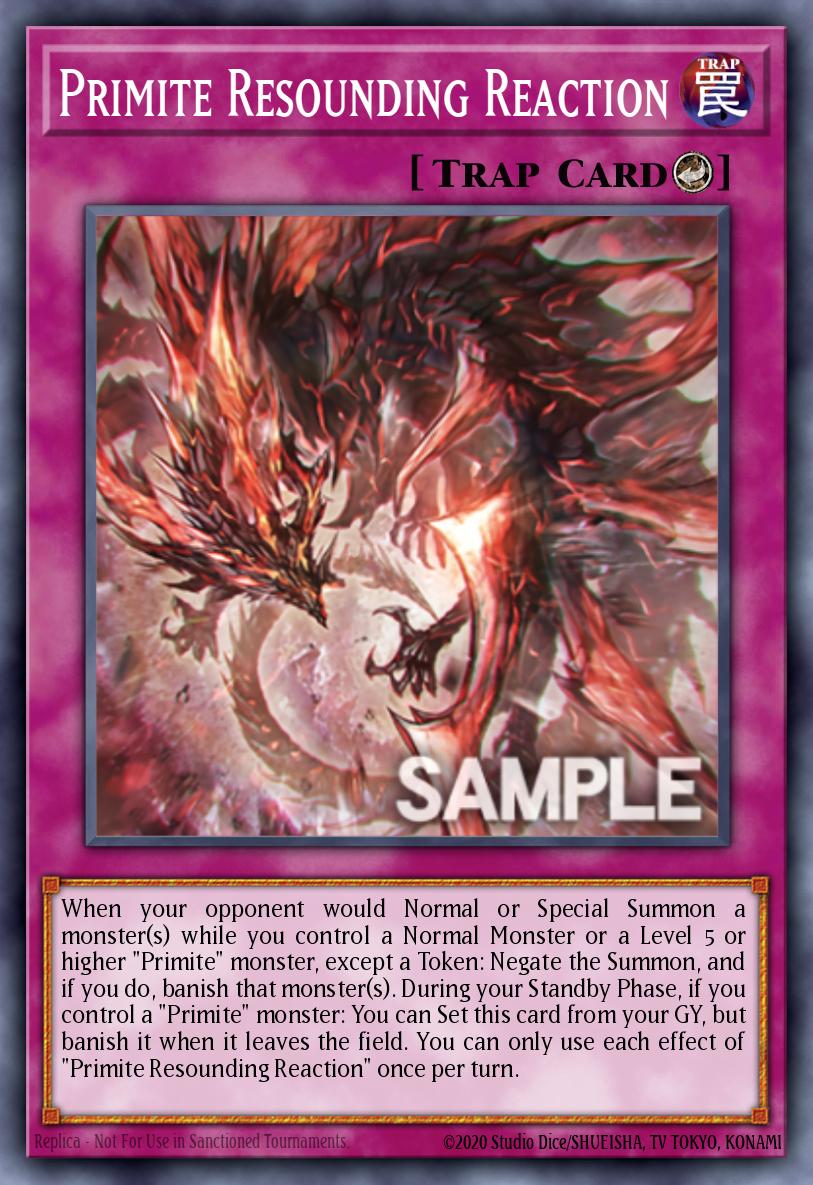 Primite Resounding Reaction
TRAP
罠
[Trap Card]
SAMPLE
When your opponent would Normal or Special Summon a
monster(s) while you control a Normal Monster or a Level 5 or
higher "Primite" monster, except a Token: Negate the Summon, and
if you do, banish that monster(s). During your Standby Phase, if you
control a "Primite" monster: You can Set this card from your GY, but
banish it when it leaves the field. You can only use each effect of
"Primite Resounding Reaction" once per turn.
Replica - Not For Use in Sanctioned Tournaments.
©2020 Studio Dice/SHUEISHA, TV TOKYO, KONAMI